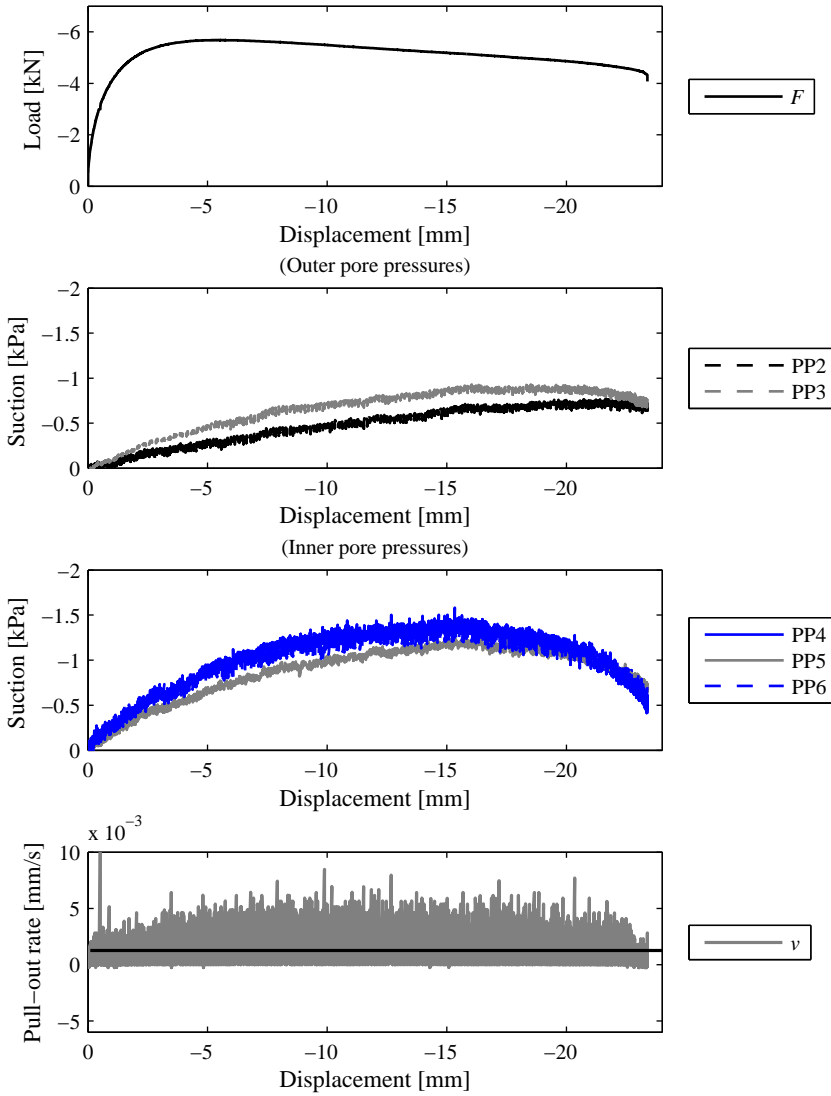 −6
−4
−2
0
Load [kN]
0 −5 −10 −15 −20
Displacement [mm]
F
(Outer pore pressures)
−2
−1.5
−1
−0.5
0
Suction [kPa]
0 −5 −10 −15 −20
Displacement [mm]
PP2
PP3
(Inner pore pressures)
−2
−1.5
−1
−0.5
0
Suction [kPa]
0 −5 −10 −15 −20
Displacement [mm]
PP4
PP5
PP6
x 10⁻³
10
5
0
−5
Pull−out rate [mm/s]
0 −5 −10 −15 −20
Displacement [mm]
v